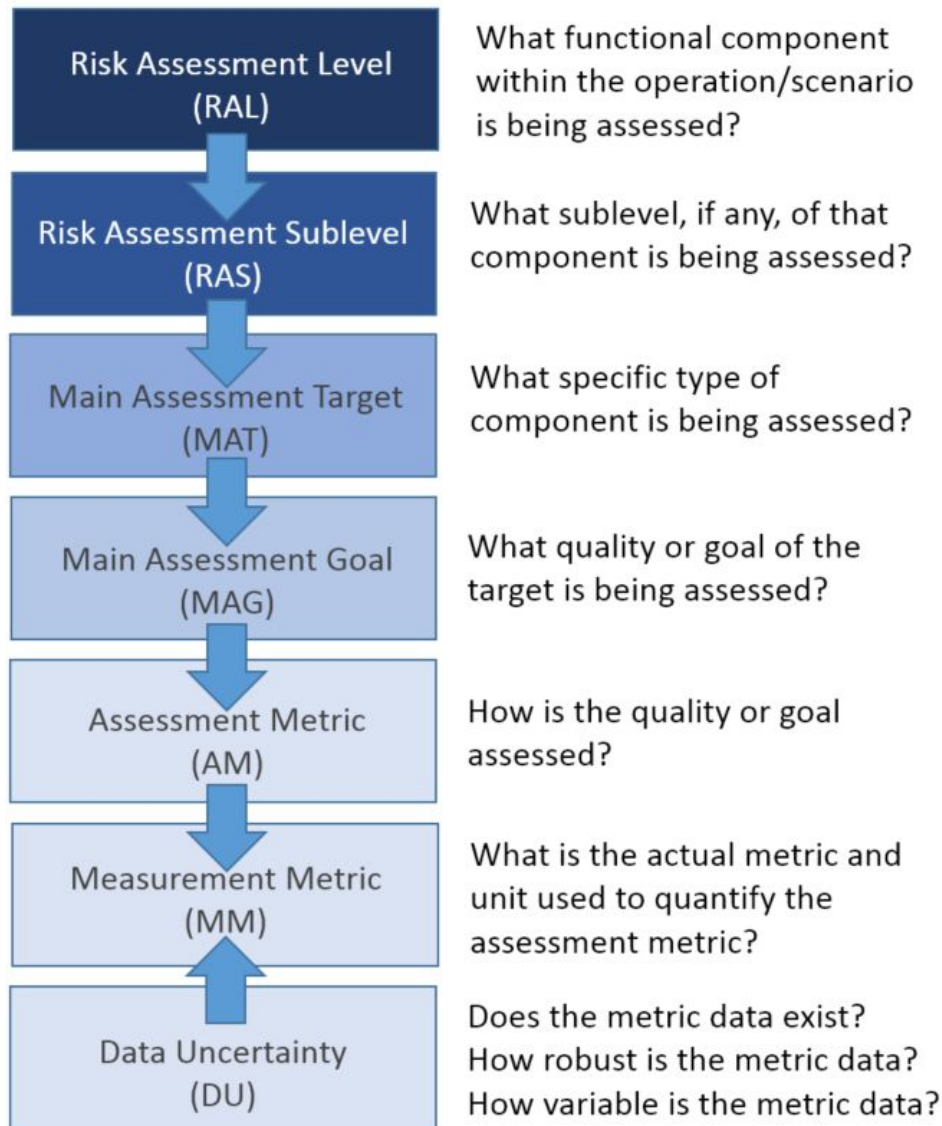 Risk Assessment Level
(RAL)
What functional component
within the operation/scenario
is being assessed?
Risk Assessment Sublevel
(RAS)
What sublevel, if any, of that
component is being assessed?
Main Assessment Target
(MAT)
What specific type of
component is being assessed?
Main Assessment Goal
(MAG)
What quality or goal of the
target is being assessed?
Assessment Metric
(AM)
How is the quality or goal
assessed?
Measurement Metric
(MM)
What is the actual metric and
unit used to quantify the
assessment metric?
Data Uncertainty
(DU)
Does the metric data exist?
How robust is the metric data?
How variable is the metric data?